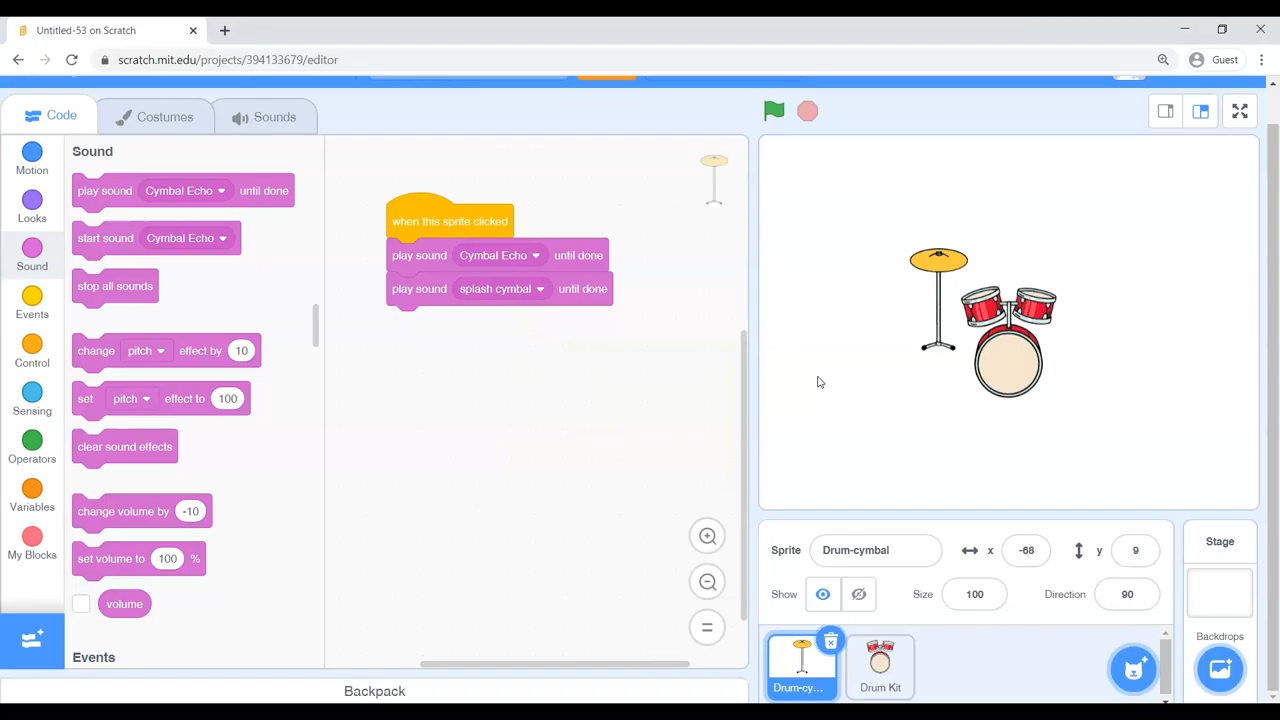 Untitled-53 on Scratch
scratch.mit.edu/projects/394133679/editor
Guest
Code
Costumes
Sounds
Motion
Looks
Sound
Events
Control
Sensing
Operators
Variables
My Blocks
Sound
play sound Cymbal Echo until done
start sound Cymbal Echo
stop all sounds
change pitch effect by 10
set pitch effect to 100
clear sound effects
change volume by -10
set volume to 100 %
volume
Events
when this sprite clicked
play sound Cymbal Echo until done
play sound splash cymbal until done
Backpack
Sprite Drum-cymbal x -68 y 9
Show Size 100 Direction 90
Drum-cy...
Drum Kit
Stage
Backdrops